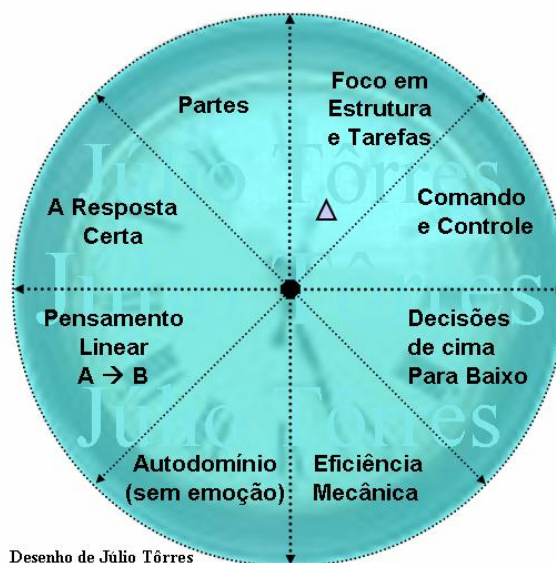 Partes
Foco em
Estrutura
e Tarefas
Júlio Tôrres
A Resposta
Certa
Comando
e Controle
Júlio Tôrres
Pensamento
Linear
A → B
Decisões
de cima
Para Baixo
Júlio Tôrres
Autodomínio
(sem emoção)
Eficiência
Mecânica
Desenho de Júlio Tôrres